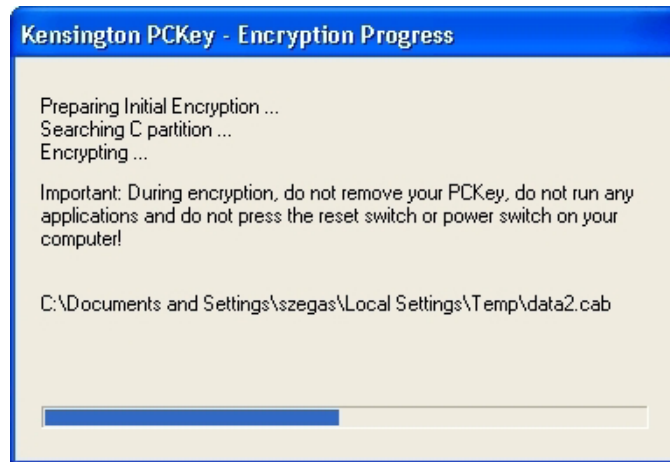 Kensington PCKey - Encryption Progress
Preparing Initial Encryption ...
Searching C partition ...
Encrypting ...
Important: During encryption, do not remove your PCKey, do not run any
applications and do not press the reset switch or power switch on your
computer!
C:\Documents and Settings\szegas\Local Settings\Temp\data2.cab